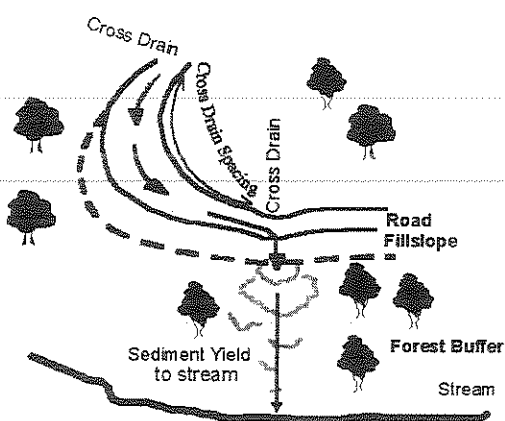 Cross Drain
Cross Drain Spacing
Cross Drain
Road
Fillslope
Sediment Yield
to stream
Forest Buffer
Stream